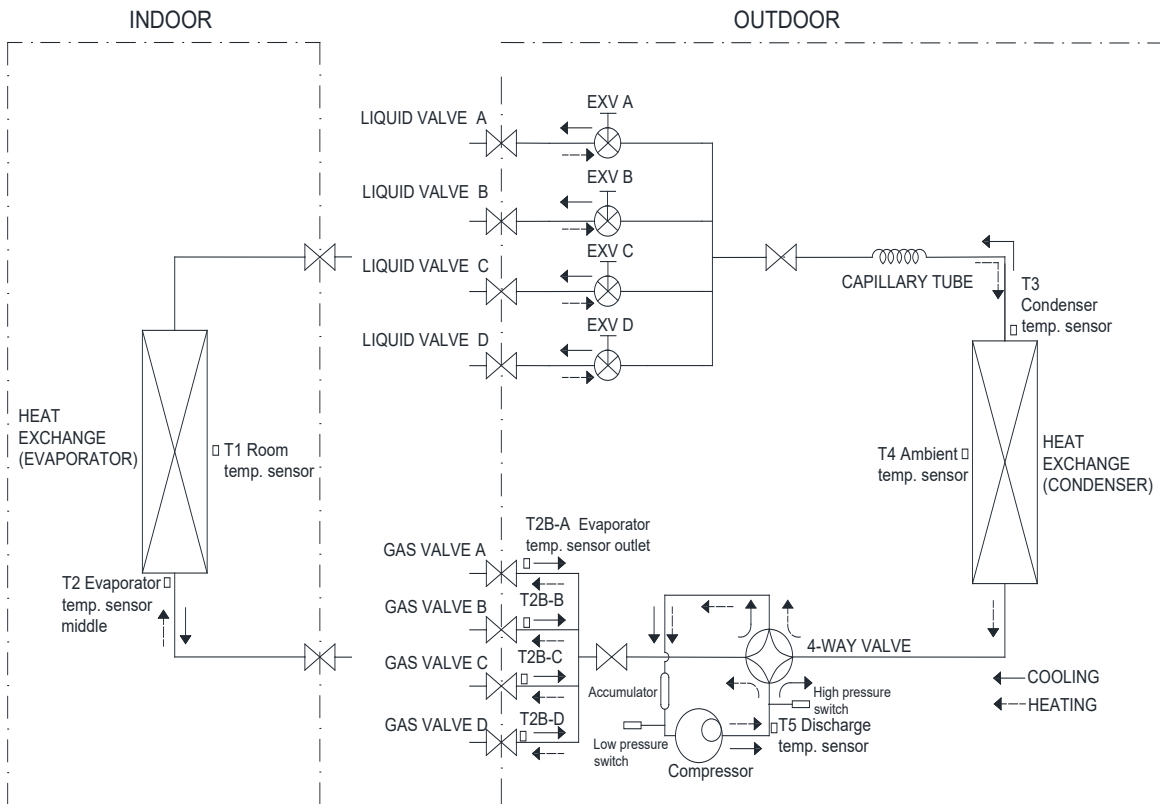 INDOOR
OUTDOOR
LIQUID VALVE A
EXV A
LIQUID VALVE B
EXV B
LIQUID VALVE C
EXV C
LIQUID VALVE D
EXV D
CAPILLARY TUBE
T3
Condenser
temp. sensor
HEAT
EXCHANGE
(EVAPORATOR)
T1 Room
temp. sensor
T4 Ambient
temp. sensor
HEAT
EXCHANGE
(CONDENSER)
T2 Evaporator
temp. sensor
middle
T2B-A Evaporator
temp. sensor outlet
GAS VALVE A
GAS VALVE B
T2B-B
GAS VALVE C
T2B-C
GAS VALVE D
T2B-D
4-WAY VALVE
Accumulator
High pressure
switch
Low pressure
switch
T5 Discharge
temp. sensor
Compressor
COOLING
HEATING